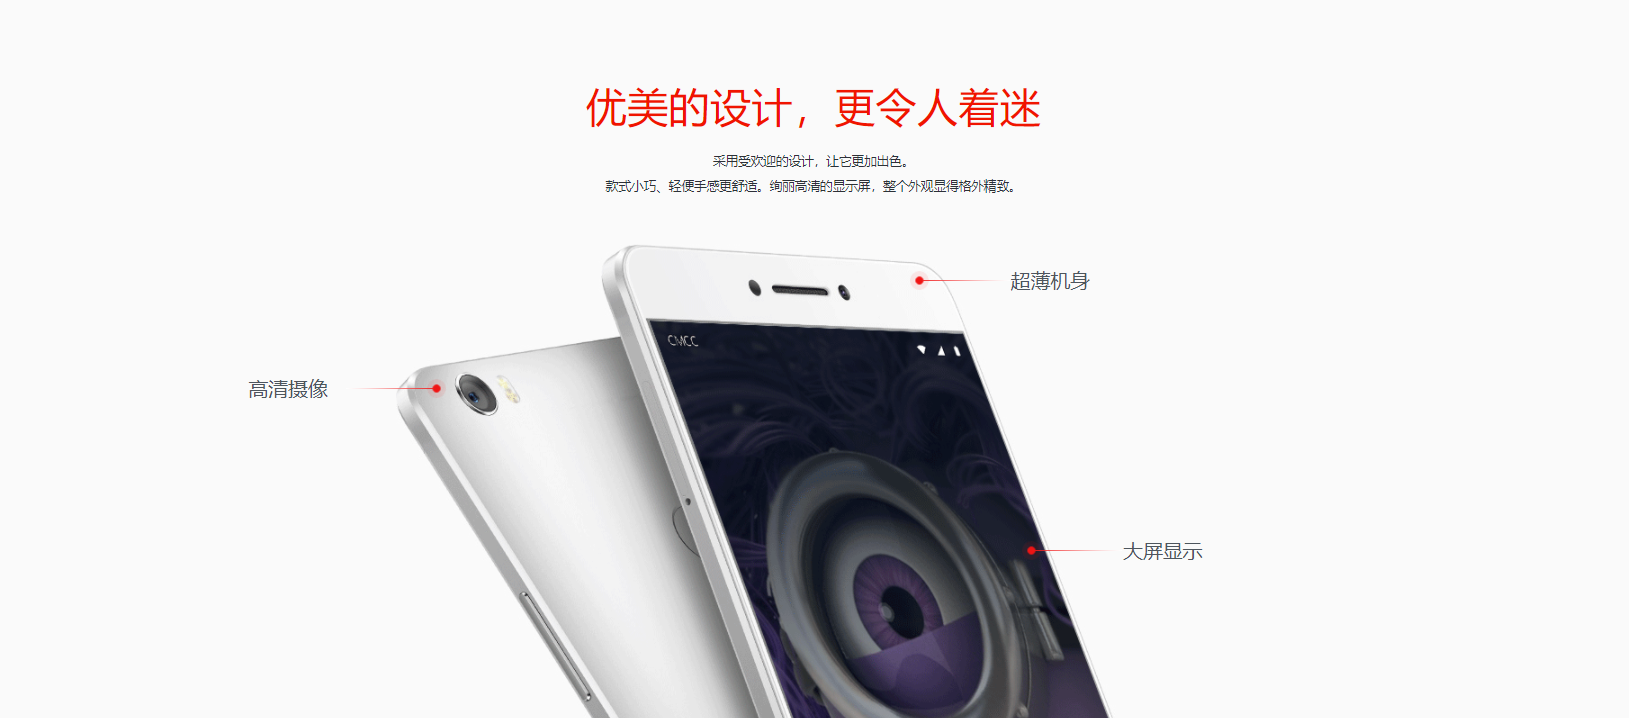 优美的设计，更令人着迷
采用受欢迎的设计，让它更加出色。
款式小巧、轻便手感更舒适。绚丽高清的显示屏，整个外观显得格外精致。
超薄机身
CMCC
高清摄像
大屏显示